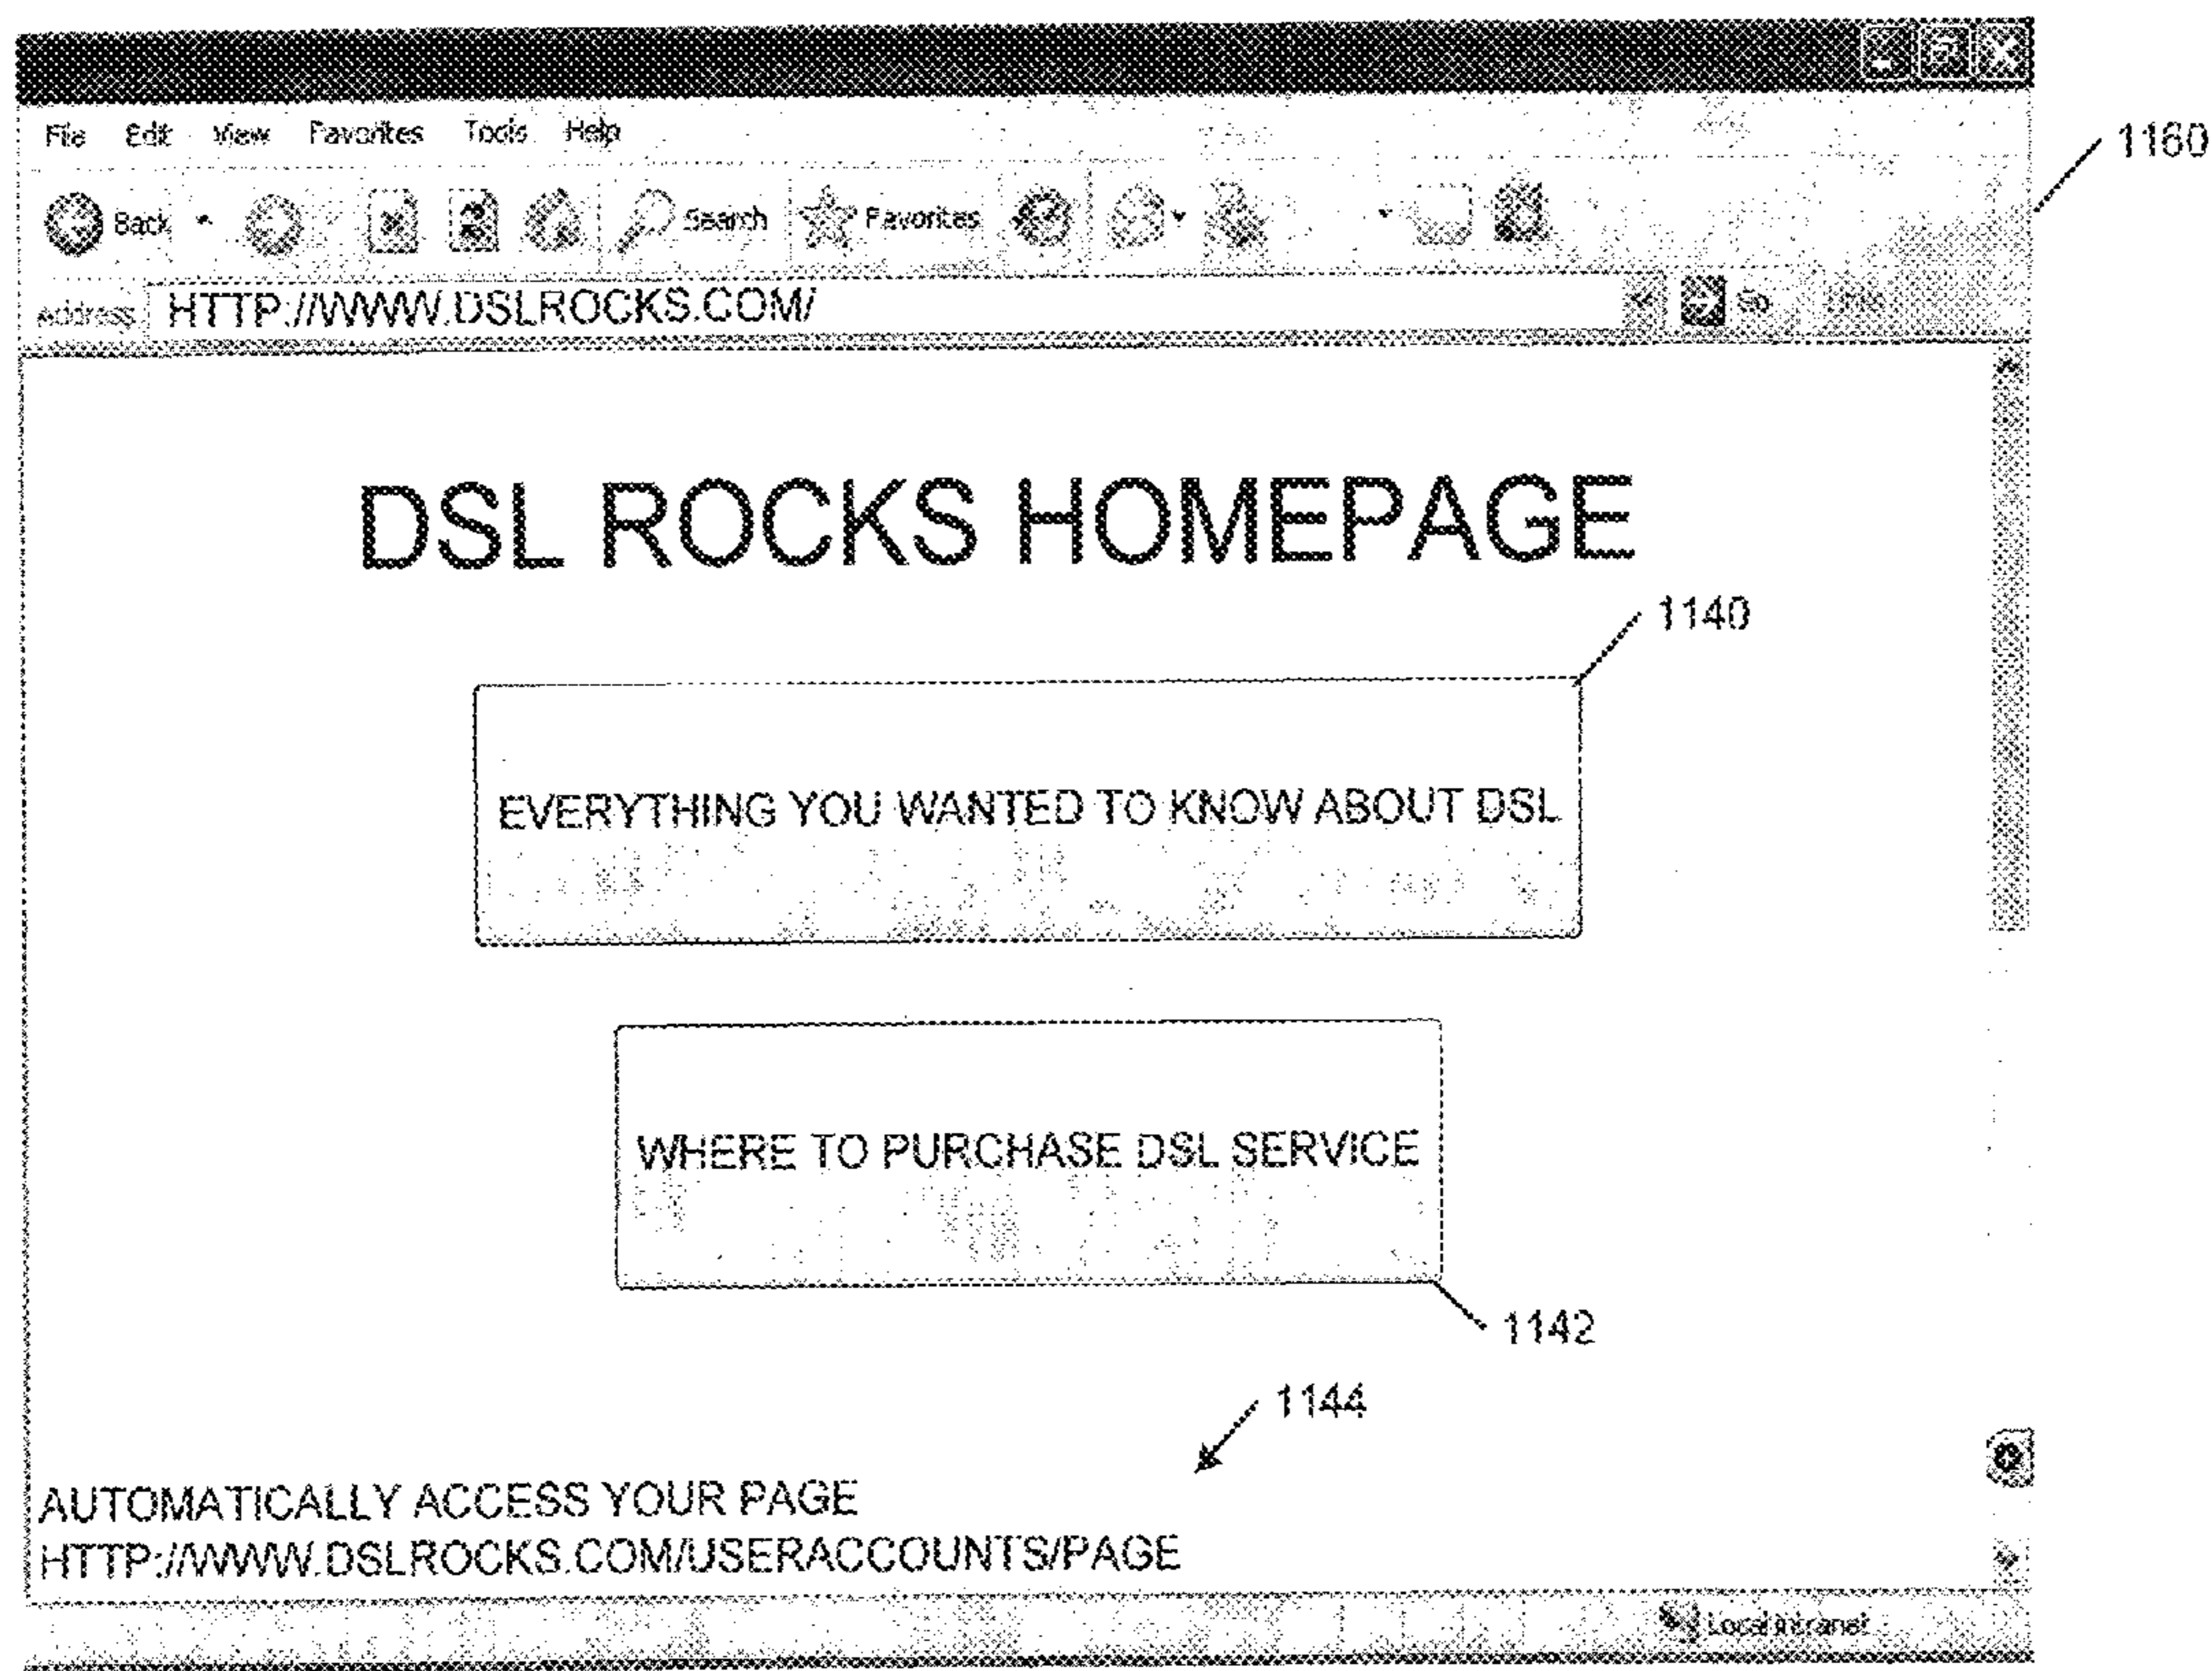 File Edit View Favorites Tools Help
1160
Back Search Favorites
Address HTTP://WWW.DSLROCKS.COM/ Go
DSL ROCKS HOMEPAGE
1140
EVERYTHING YOU WANTED TO KNOW ABOUT DSL
WHERE TO PURCHASE DSL SERVICE
1142
1144
AUTOMATICALLY ACCESS YOUR PAGE
HTTP://WWW.DSLROCKS.COM/USERACCOUNTS/PAGE
Local intranet